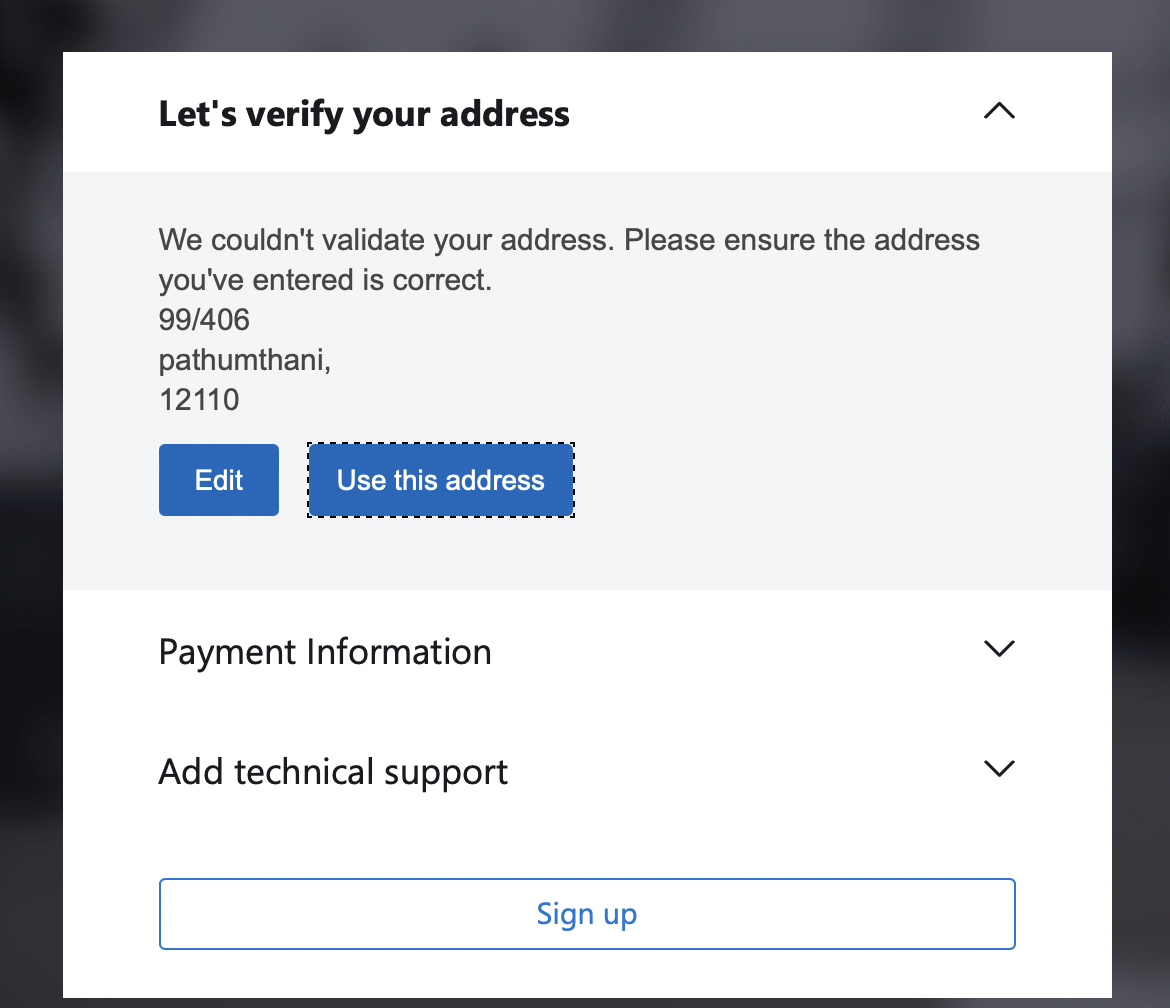 Let's verify your address
We couldn't validate your address. Please ensure the address
you've entered is correct.
99/406
pathumthani,
12110
Edit
Use this address
Payment Information
Add technical support
Sign up